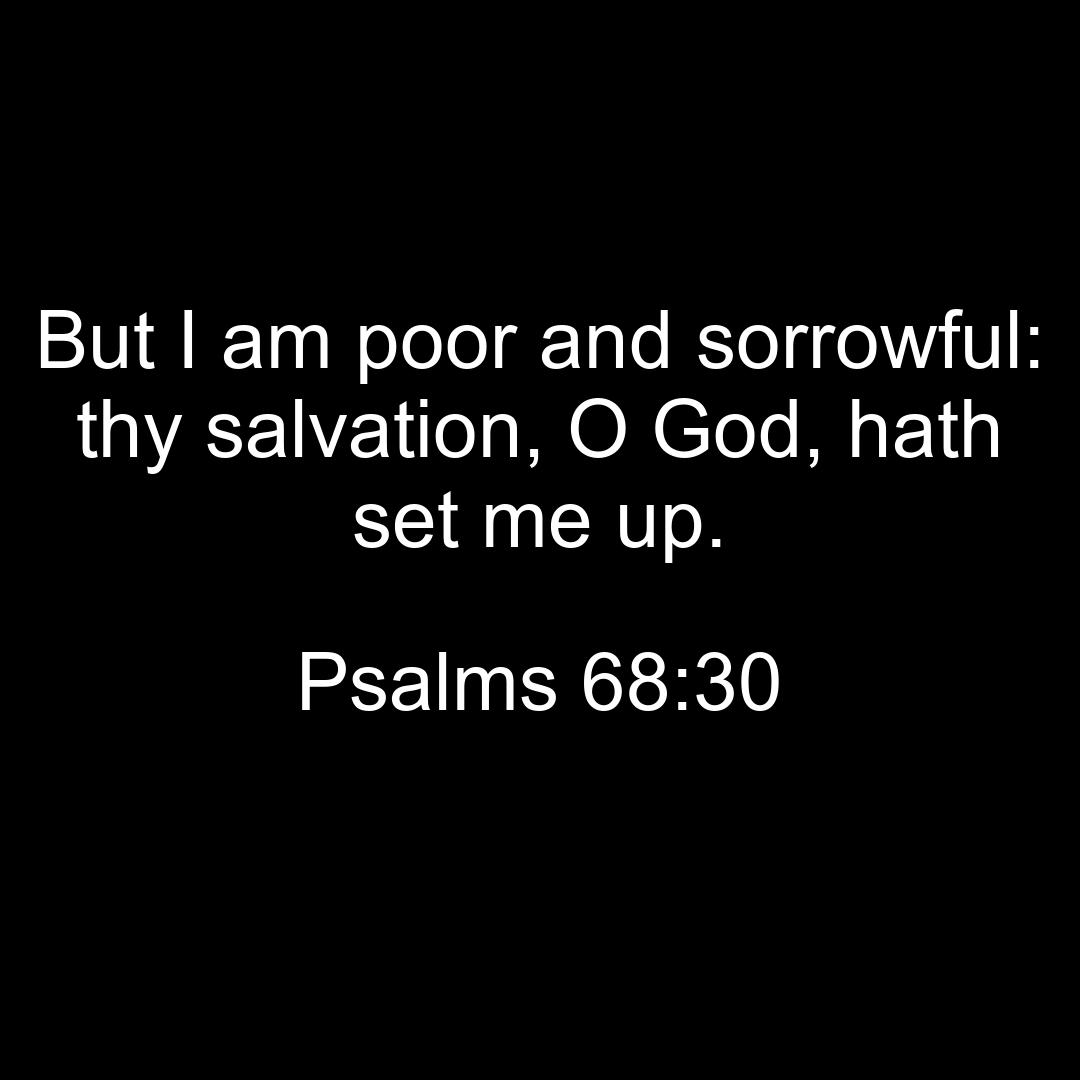 But I am poor and sorrowful:
thy salvation, O God, hath
set me up.
Psalms 68:30